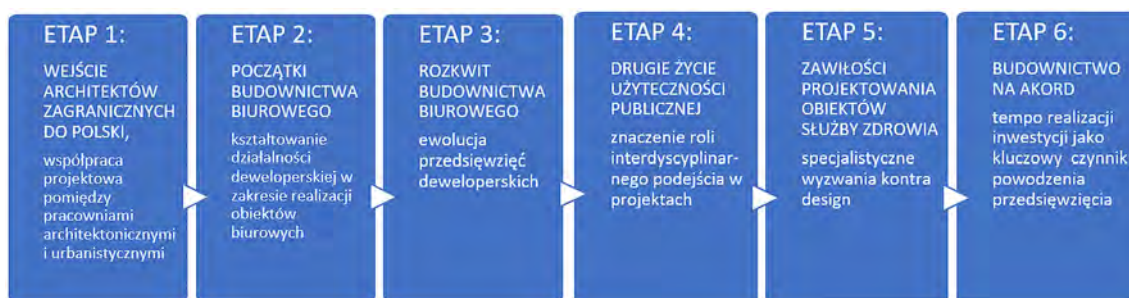 ETAP 1:
WEJŚCIE
ARCHITEKTÓW
ZAGRANICZNYCH
DO POLSKI,
współpraca
projektowa
pomiędzy
pracowniami
architektonicznymi
i urbanistycznymi
ETAP 2:
POCZĄTKI
BUDOWNICTWA
BIUROWEGO
kształtowanie
działalności
deweloperskiej w
zakresie realizacji
obiektów
biurowych
ETAP 3:
ROZKWIT
BUDOWNICTWA
BIUROWEGO
ewolucja
przedsięwzięć
deweloperskich
ETAP 4:
DRUGIE ŻYCIE
UŻYTECZNOŚCI
PUBLICZNEJ
znaczenie roli
interdyscyplinar-
nego podejścia w
projektach
ETAP 5:
ZAWIŁOŚCI
PROJEKTOWANIA
OBIEKTÓW
SŁUŻBY ZDROWIA
specjalistyczne
wyzwania kontra
design
ETAP 6:
BUDOWNICTWO
NA AKORD
tempo realizacji
inwestycji jako
kluczowy czynnik
powodzenia
przedsięwzięcia